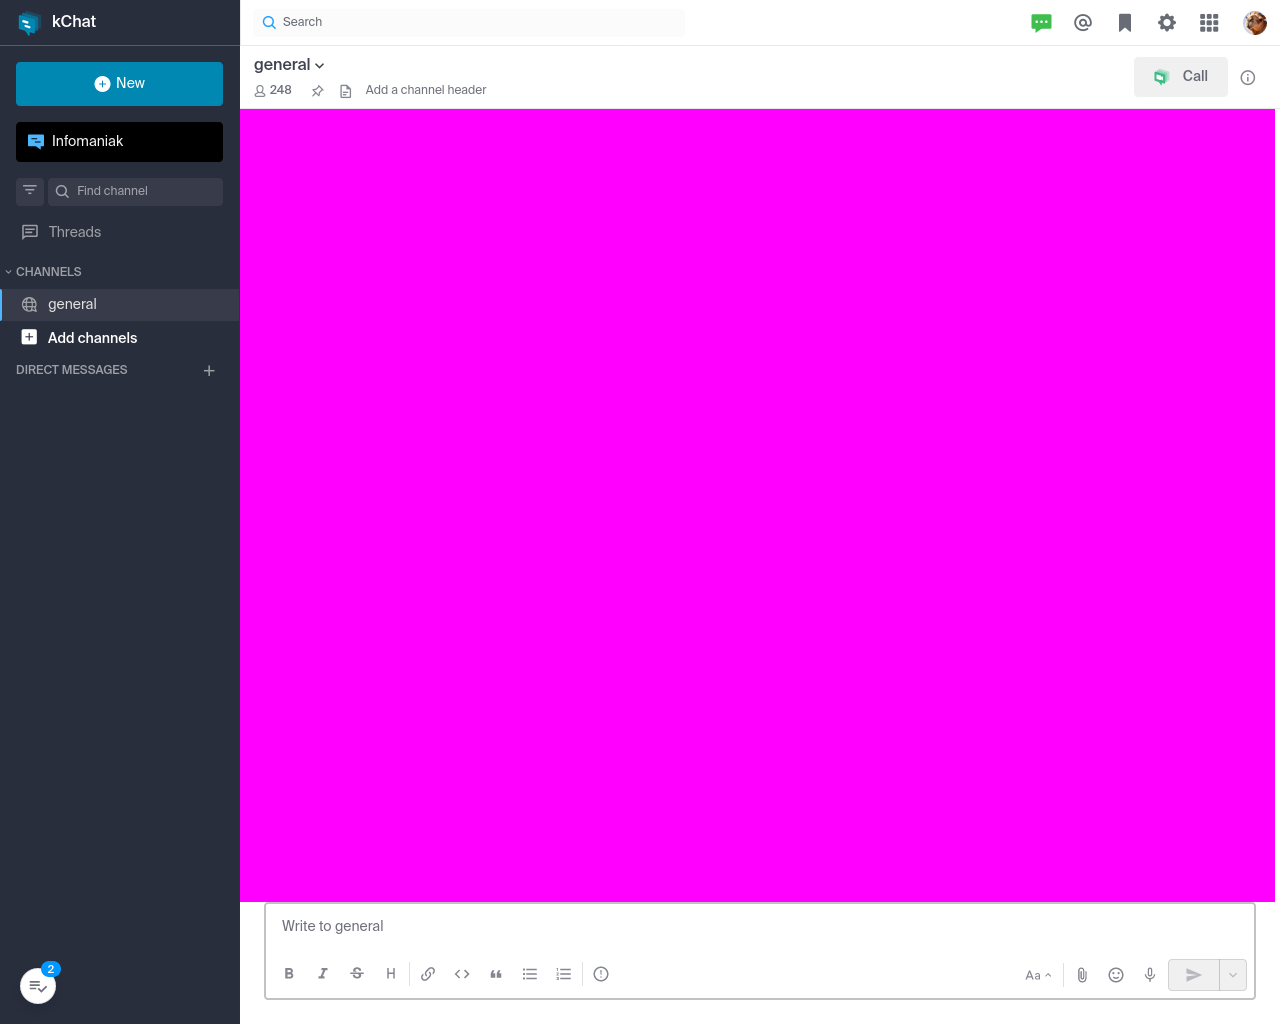 kChat
Search
New
Infomaniak
Find channel
Threads
CHANNELS
general
Add channels
DIRECT MESSAGES
general
248
Add a channel header
Call
Write to general
B I S H
Aa
2